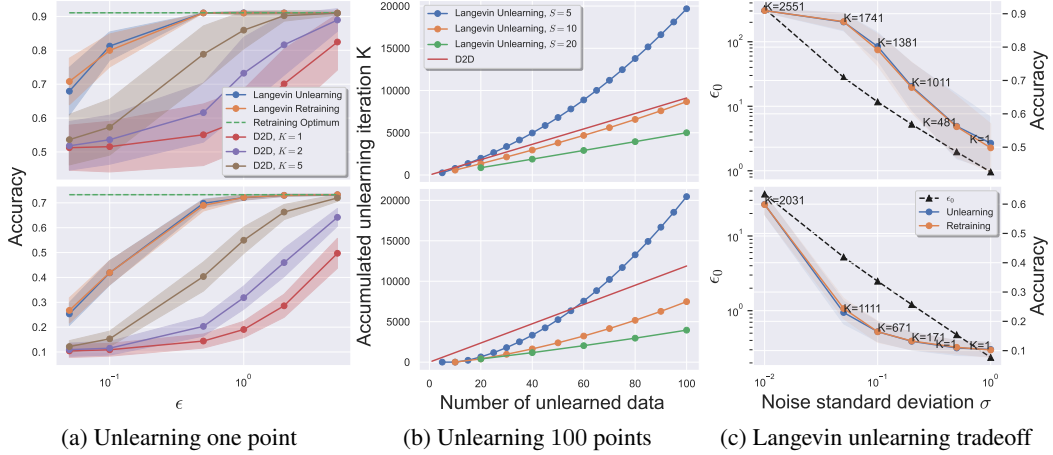 Accuracy
0.9
0.8
0.7
0.6
0.5
Langevin Unlearning
Langevin Retraining
Retraining Optimum
D2D, K = 1
D2D, K = 2
D2D, K = 5
0.7
0.6
0.5
0.4
0.3
0.2
0.1
10⁻¹
10⁰
ϵ
(a) Unlearning one point
Accumulated unlearning iteration K
20000
15000
10000
5000
0
Langevin Unlearning, S = 5
Langevin Unlearning, S = 10
Langevin Unlearning, S = 20
D2D
20000
15000
10000
5000
0
0
20
40
60
80
100
Number of unlearned data
(b) Unlearning 100 points
ϵ₀
10²
10¹
10⁰
K=2551
K=1741
K=1381
K=1011
K=481
K=1
0.9
0.8
0.7
0.6
0.5
Accuracy
ϵ₀
10¹
10⁰
K=2031
K=1111
K=671
K=171
K=1
K=1
ϵ₀
Unlearning
Retraining
0.6
0.5
0.4
0.3
0.2
0.1
Accuracy
10⁻²
10⁻¹
10⁰
Noise standard deviation σ
(c) Langevin unlearning tradeoff